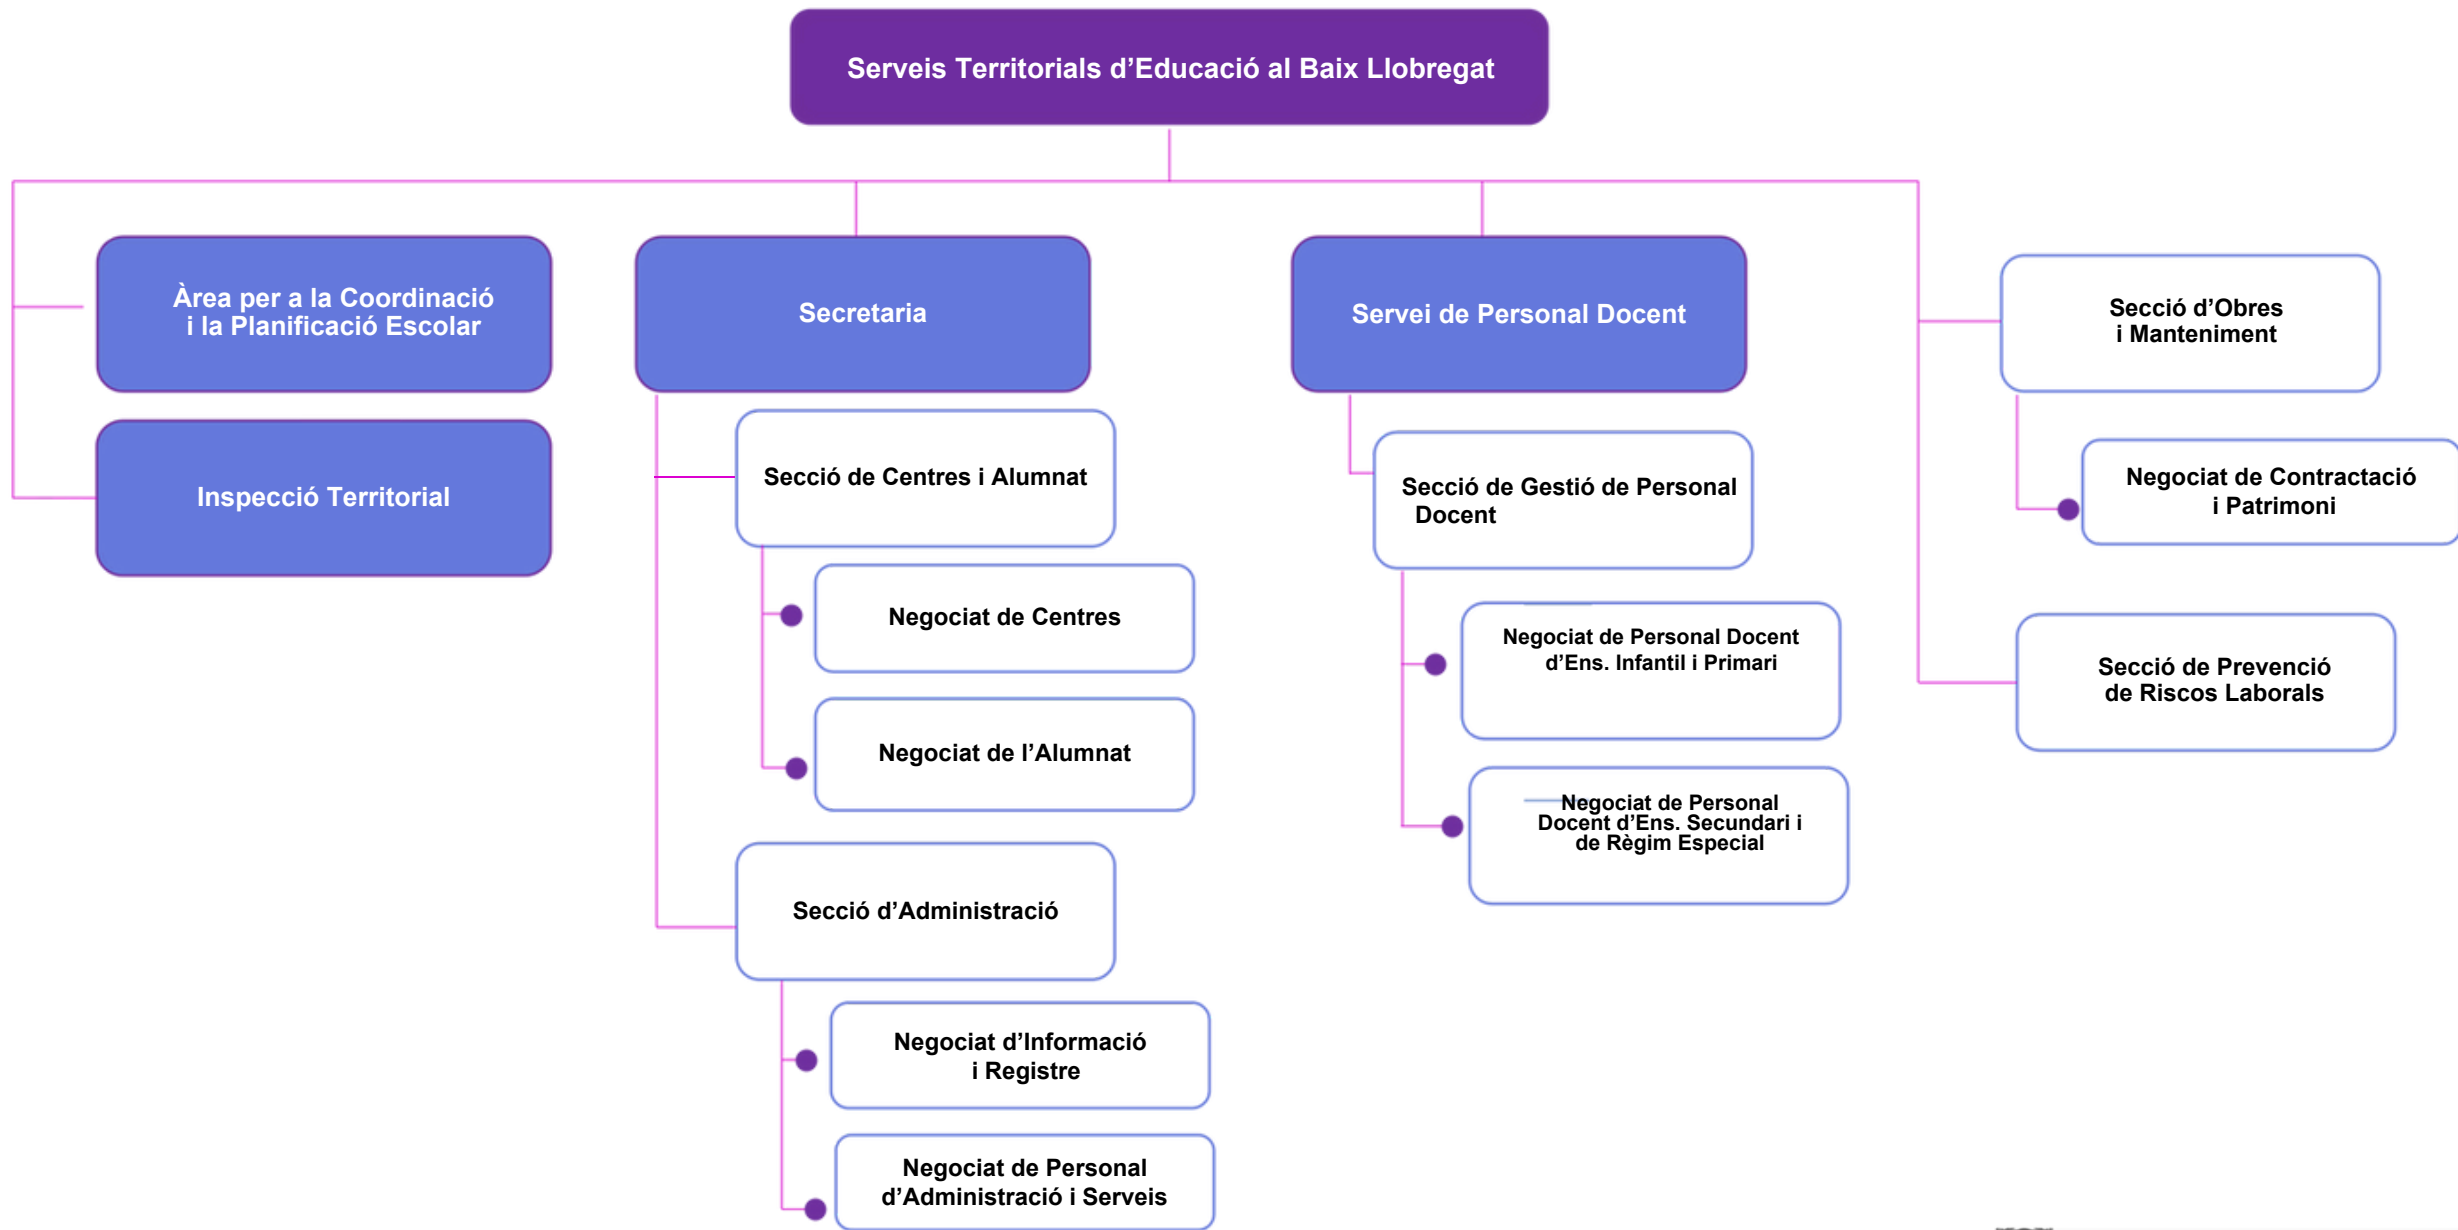 Serveis Territorials d’Educació al Baix Llobregat
Àrea per a la Coordinació
i la Planificació Escolar
Inspecció Territorial
Secretaria
Secció de Centres i Alumnat
Negociat de Centres
Negociat de l’Alumnat
Secció d’Administració
Negociat d’Informació
i Registre
Negociat de Personal
d’Administració i Serveis
Servei de Personal Docent
Secció de Gestió de Personal
Docent
Negociat de Personal Docent
d’Ens. Infantil i Primari
Negociat de Personal
Docent d’Ens. Secundari i
de Règim Especial
Secció d’Obres
i Manteniment
Negociat de Contractació
i Patrimoni
Secció de Prevenció
de Riscos Laborals